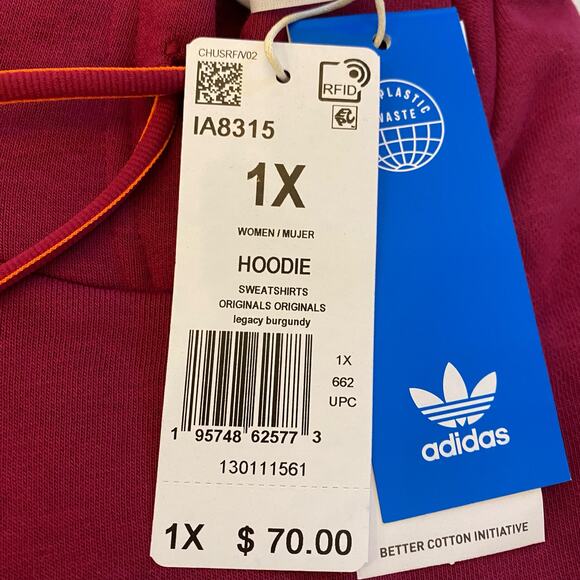 CHUSRF/V02
RFID
IA8315
1X
WOMEN / MUJER
HOODIE
SWEATSHIRTS
ORIGINALS ORIGINALS
legacy burgundy
1X
662
UPC
1 95748 62577 3
130111561
1X $ 70.00
PLASTIC
WASTE
adidas
BETTER COTTON INITIATIVE